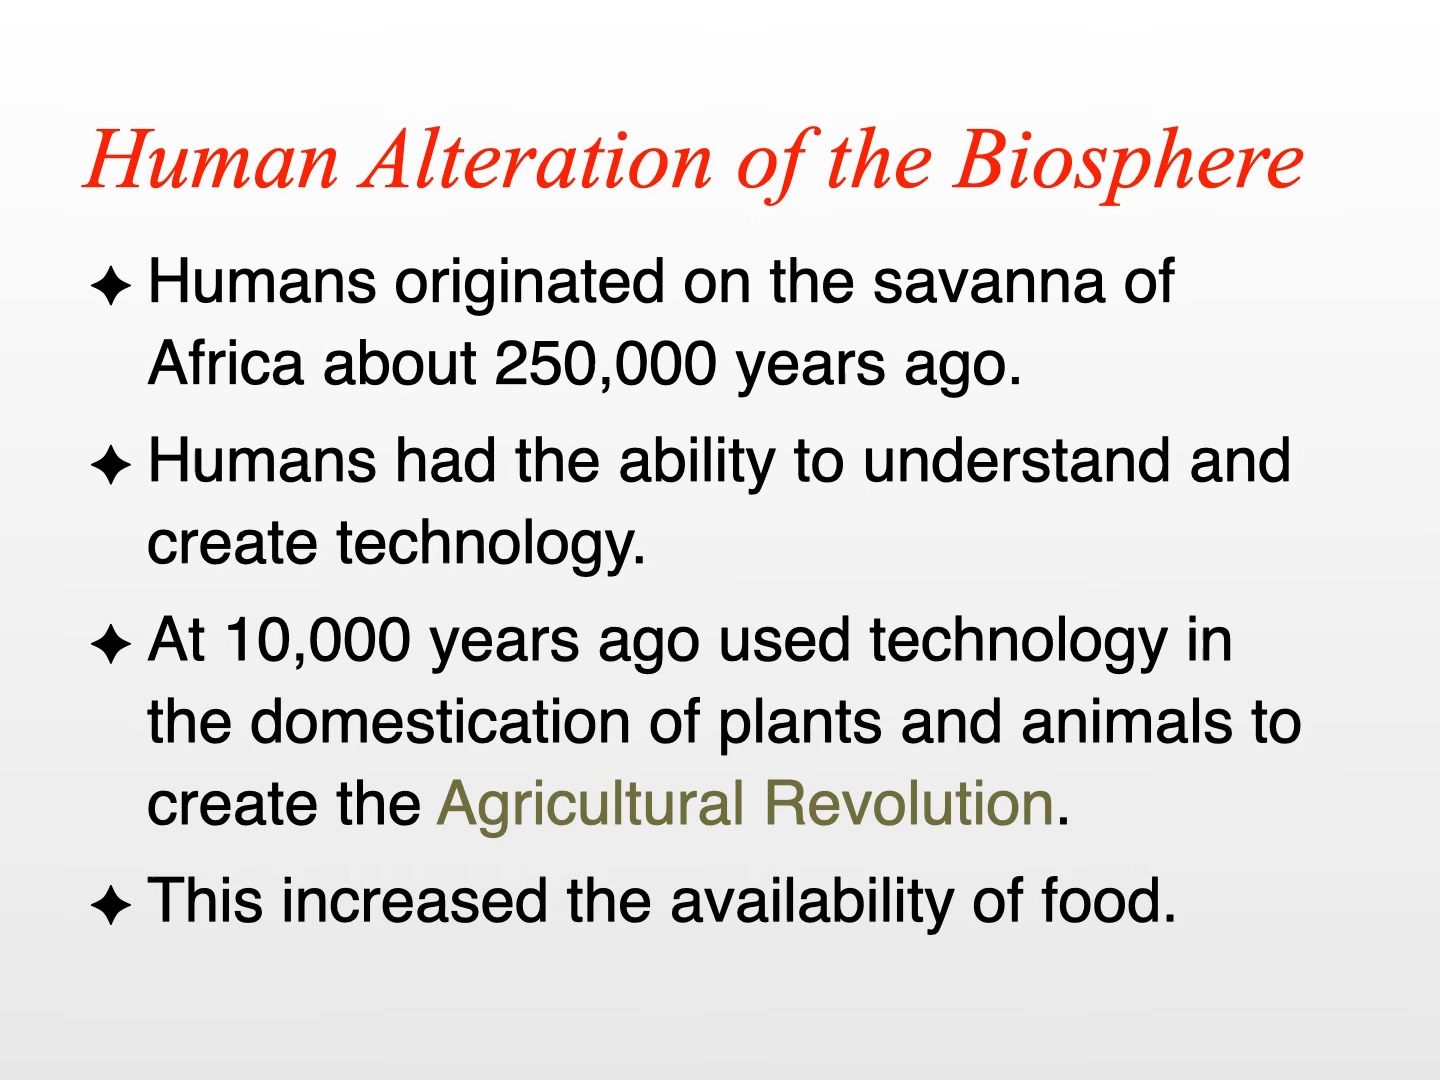 Human Alteration of the Biosphere
✦ Humans originated on the savanna of
Africa about 250,000 years ago.
✦ Humans had the ability to understand and
create technology.
✦ At 10,000 years ago used technology in
the domestication of plants and animals to
create the Agricultural Revolution.
✦ This increased the availability of food.